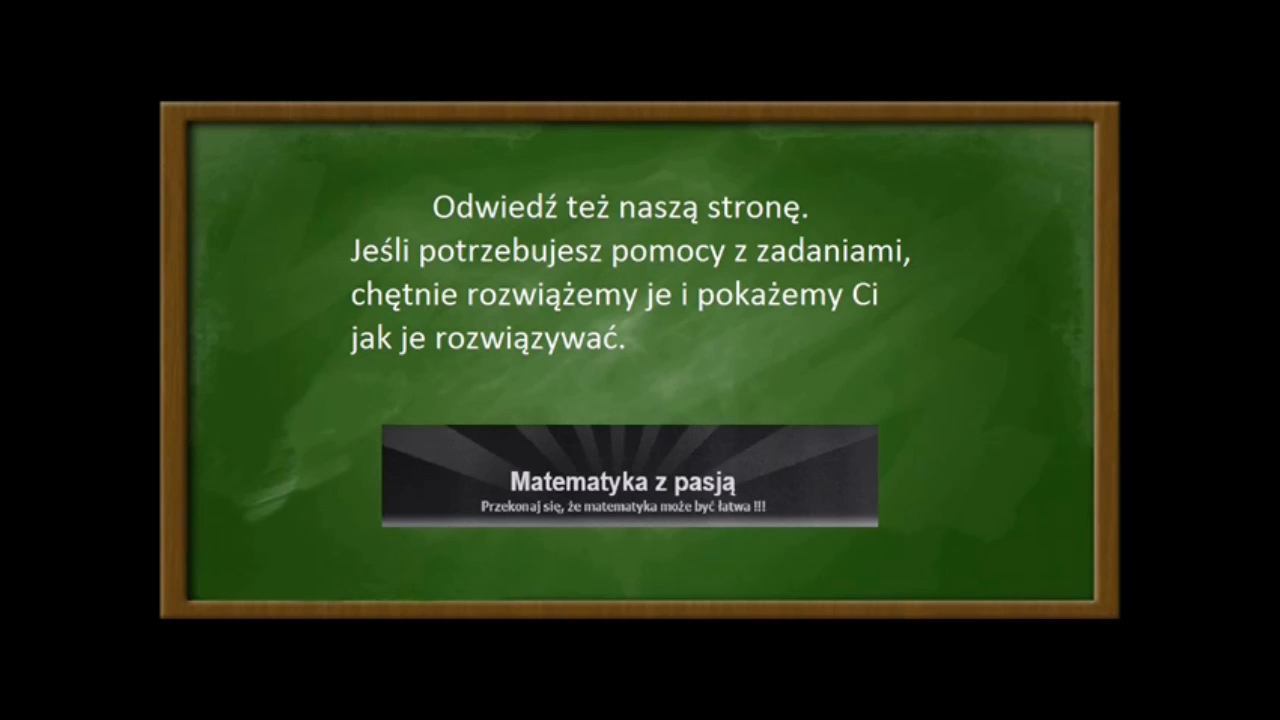 Odwiedź też naszą stronę.
Jeśli potrzebujesz pomocy z zadaniami,
chętnie rozwiążemy je i pokażemy Ci
jak je rozwiązywać.
Matematyka z pasją
Przekonaj się, że matematyka może być łatwa !!!